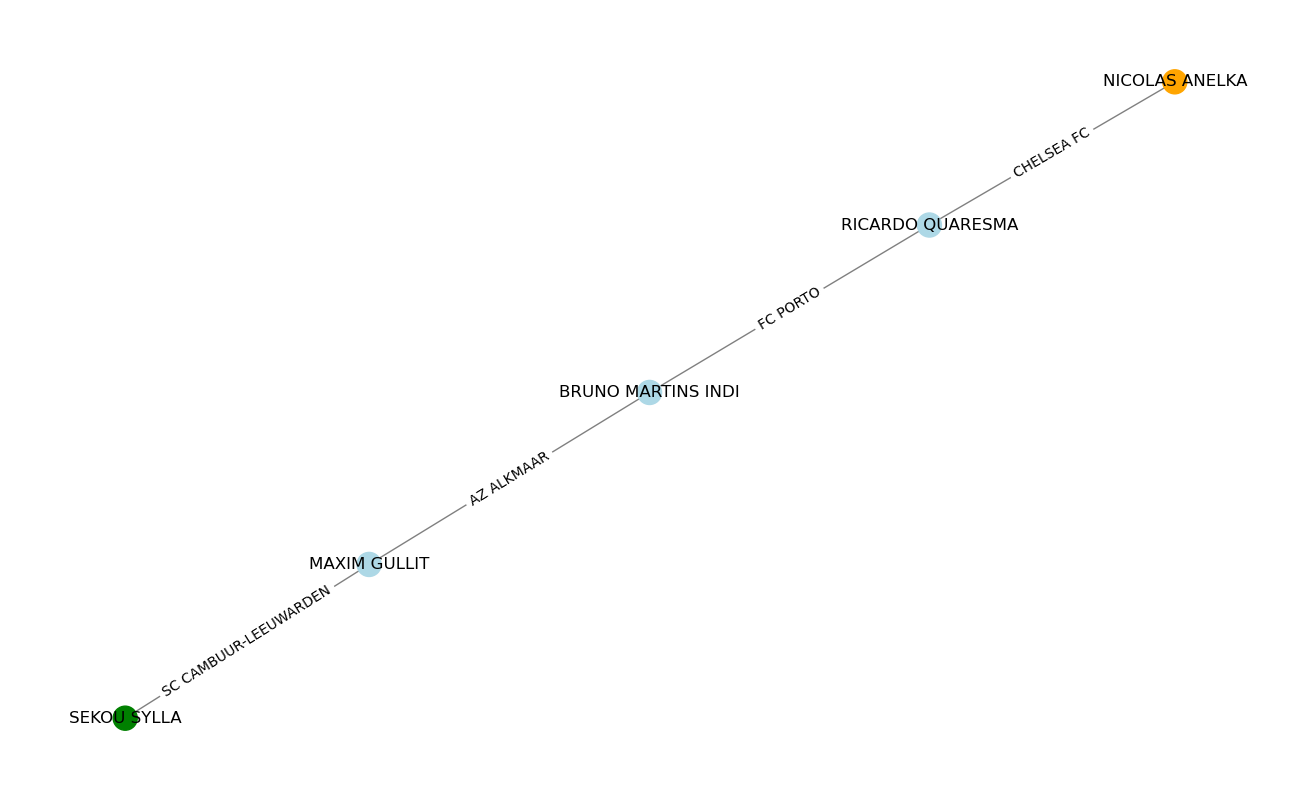 NICOLAS ANELKA
CHELSEA FC
RICARDO QUARESMA
FC PORTO
BRUNO MARTINS INDI
AZ ALKMAAR
MAXIM GULLIT
SC CAMBUUR-LEEUWARDEN
SEKOU SYLLA